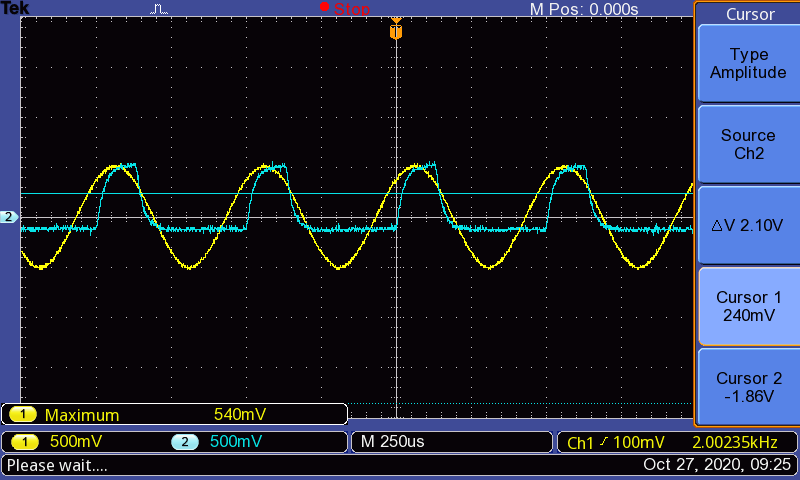 Tek
Stop
M Pos: 0.000s
T
2
Cursor
Type
Amplitude
Source
Ch2
△V 2.10V
Cursor 1
240mV
Cursor 2
-1.86V
1 Maximum 540mV
1 500mV
2 500mV
M 250us
Ch1 100mV 2.00235kHz
Please wait....
Oct 27, 2020, 09:25